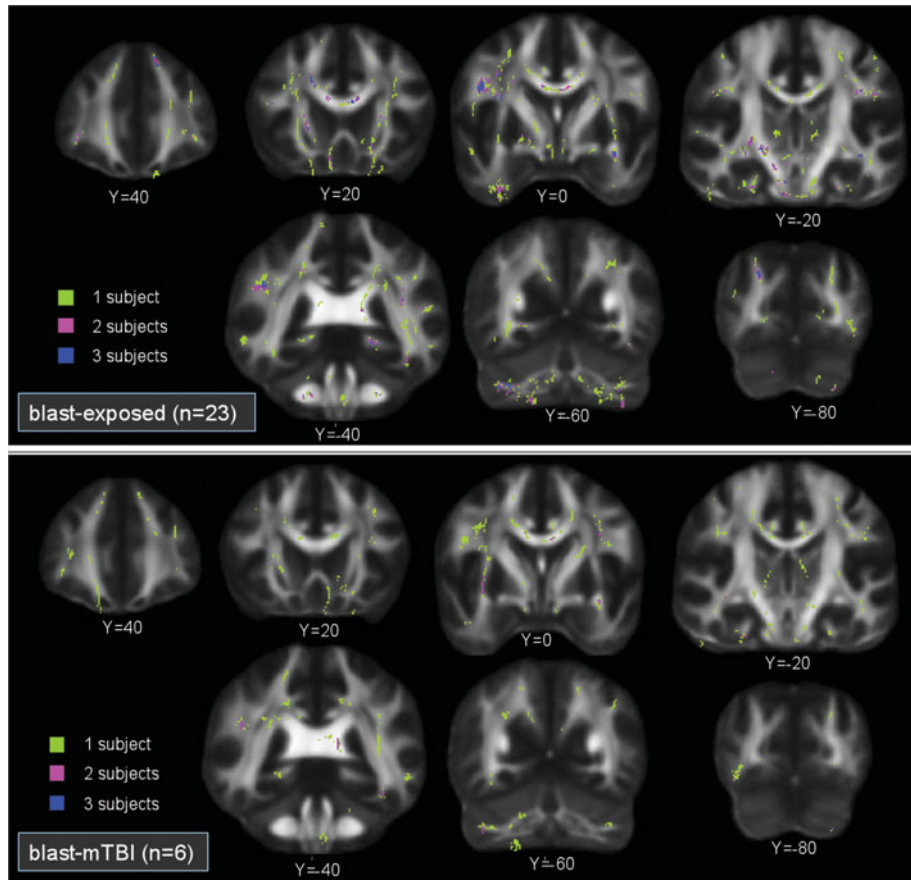 Y=40
Y=20
Y=0
Y=-20
1 subject
2 subjects
3 subjects
blast-exposed (n=23)
Y=-40
Y=-60
Y=-80
Y=40
Y=20
Y=0
Y=-20
1 subject
2 subjects
3 subjects
blast-mTBI (n=6)
Y=-40
Y=-60
Y=-80